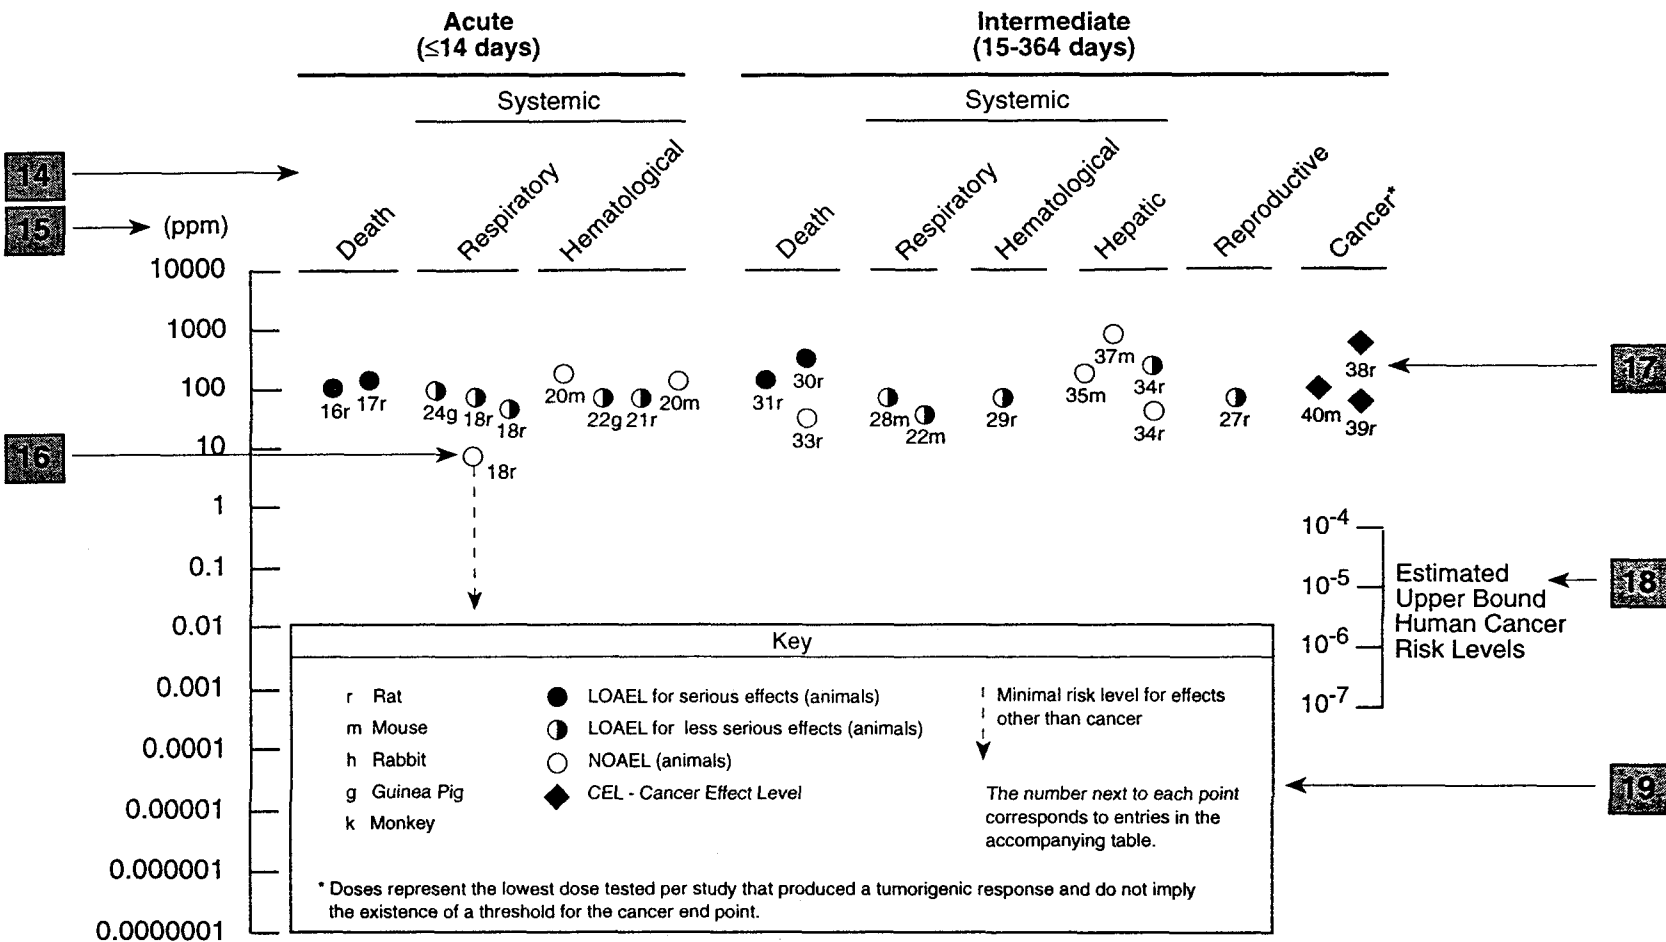 Acute
(≤14 days)
Intermediate
(15-364 days)
Systemic
Systemic
14
15
(ppm)
Death
Respiratory
Hematological
Death
Respiratory
Hematological
Hepatic
Reproductive
Cancer*
10000
1000
100
10
1
0.1
0.01
0.001
0.0001
0.00001
0.000001
0.0000001
16r
17r
24g
18r
18r
20m
22g
21r
20m
16
18r
31r
30r
33r
28m
22m
29r
35m
37m
34r
34r
27r
40m
38r
39r
17
10-4
10-5
10-6
10-7
Estimated
Upper Bound
Human Cancer
Risk Levels
18
Key
r Rat
m Mouse
h Rabbit
g Guinea Pig
k Monkey
LOAEL for serious effects (animals)
LOAEL for less serious effects (animals)
NOAEL (animals)
CEL - Cancer Effect Level
Minimal risk level for effects
other than cancer
The number next to each point
corresponds to entries in the
accompanying table.
19
* Doses represent the lowest dose tested per study that produced a tumorigenic response and do not imply
the existence of a threshold for the cancer end point.